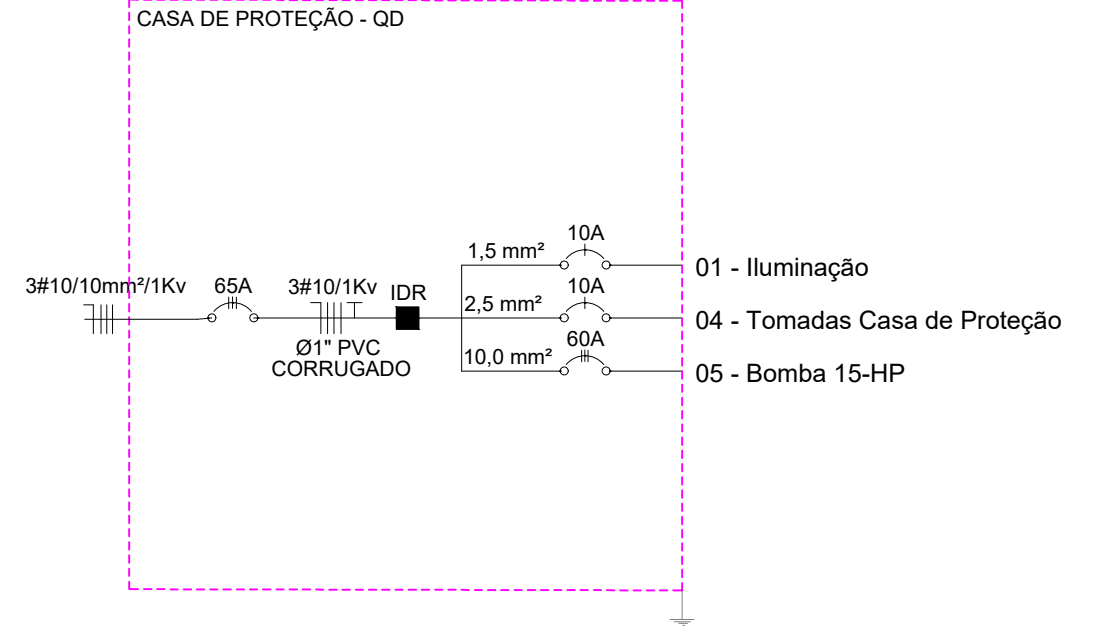 CASA DE PROTEÇÃO - QD
10A
1,5 mm²
01 - Iluminação
3#10/10mm²/1Kv
65A
3#10/1Kv
IDR
2,5 mm²
10A
04 - Tomadas Casa de Proteção
Ø1" PVC
CORRUGADO
10,0 mm²
60A
05 - Bomba 15-HP